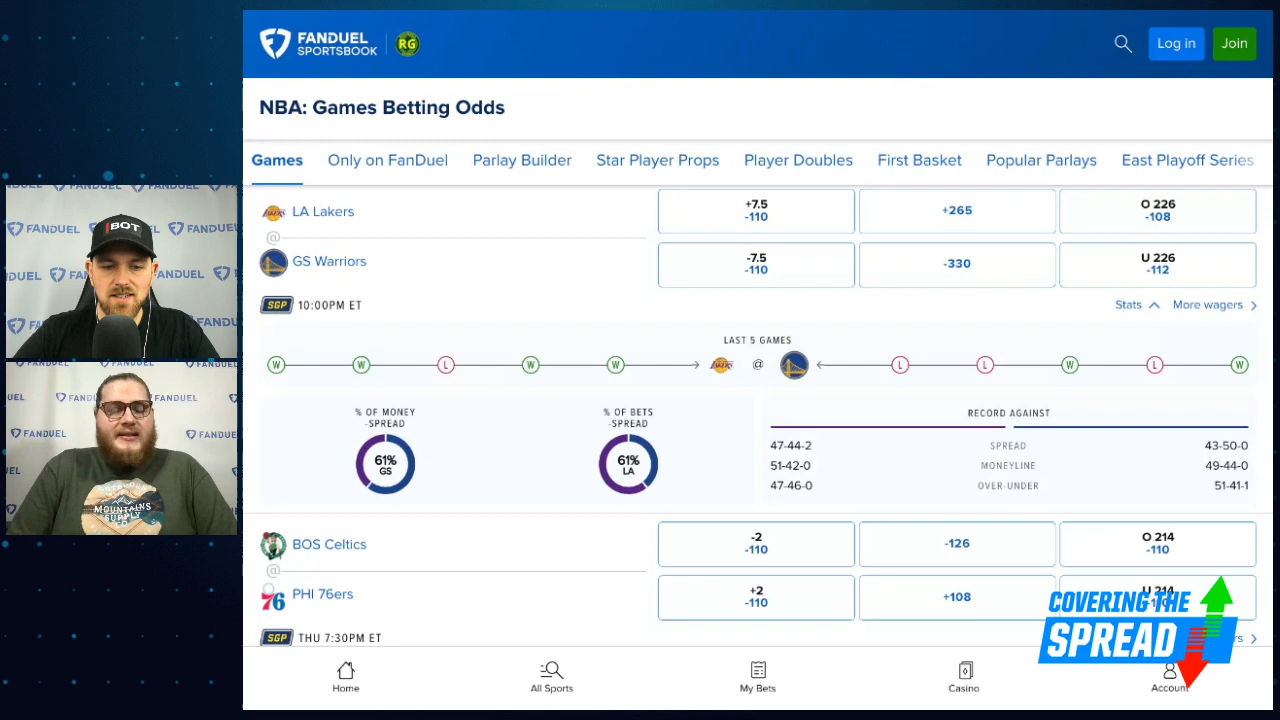 FANDUEL
SPORTSBOOK
RG
Log in
Join
NBA: Games Betting Odds
Games
Only on FanDuel
Parlay Builder
Star Player Props
Player Doubles
First Basket
Popular Parlays
East Playoff Series
LA Lakers
+7.5
-110
+265
O 226
-108
@
GS Warriors
-7.5
-110
-330
U 226
-112
SGP 10:00PM ET
Stats
More wagers
LAST 5 GAMES
W W L W W @ L L W L W
% OF MONEY
-SPREAD
61%
GS
% OF BETS
-SPREAD
61%
LA
RECORD AGAINST
47-44-2 SPREAD 43-50-0
51-42-0 MONEYLINE 49-44-0
47-46-0 OVER-UNDER 51-41-1
BOS Celtics
-2
-110
-126
O 214
-110
@
PHI 76ers
+2
-110
+108
U 214
SGP THU 7:30PM ET
Home
All Sports
My Bets
Casino
Account
COVERING THE
SPREAD
BOT
FANDUEL
FANDUEL
FANDUEL
MOUNTAINS
SUPPLY